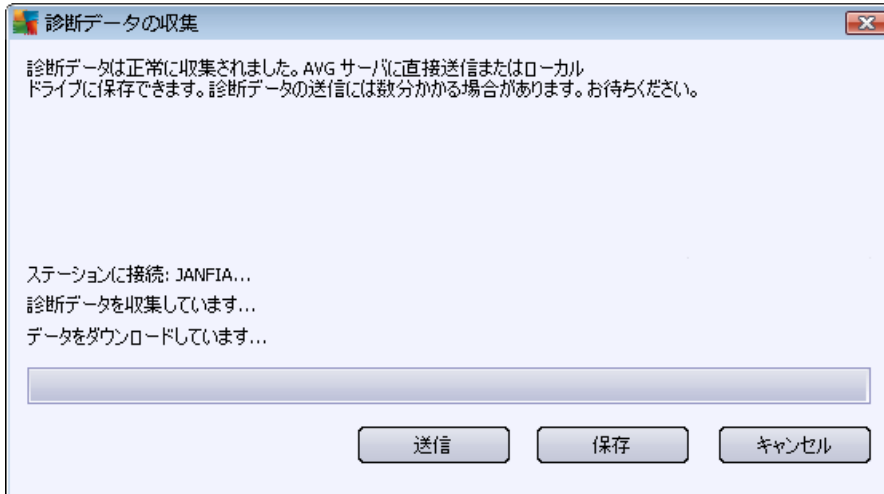 診断データの収集
診断データは正常に収集されました。AVG サーバに直接送信またはローカル
ドライブに保存できます。診断データの送信には数分かかる場合があります。お待ちください。
ステーションに接続: JANFIA...
診断データを収集しています...
データをダウンロードしています...
送信
保存
キャンセル